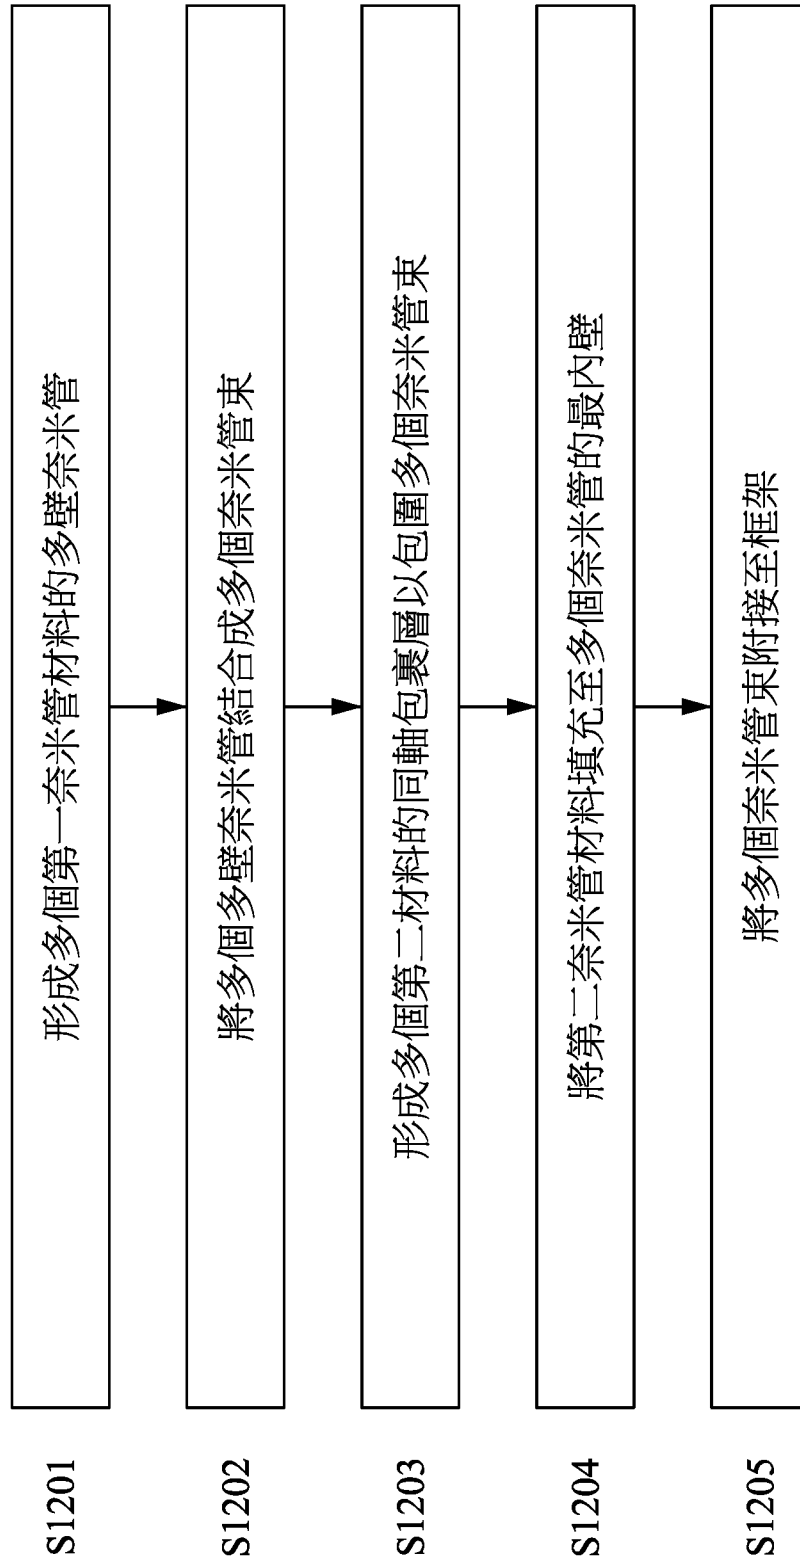 S1201
形成多個第一奈米管材料的多壁奈米管
S1202
將多個多壁奈米管結合成多個奈米管束
S1203
形成多個第二材料的同軸包裹層以包圍多個奈米管束
S1204
將第二奈米管材料填充至多個奈米管的最內壁
S1205
將多個奈米管束附接至框架